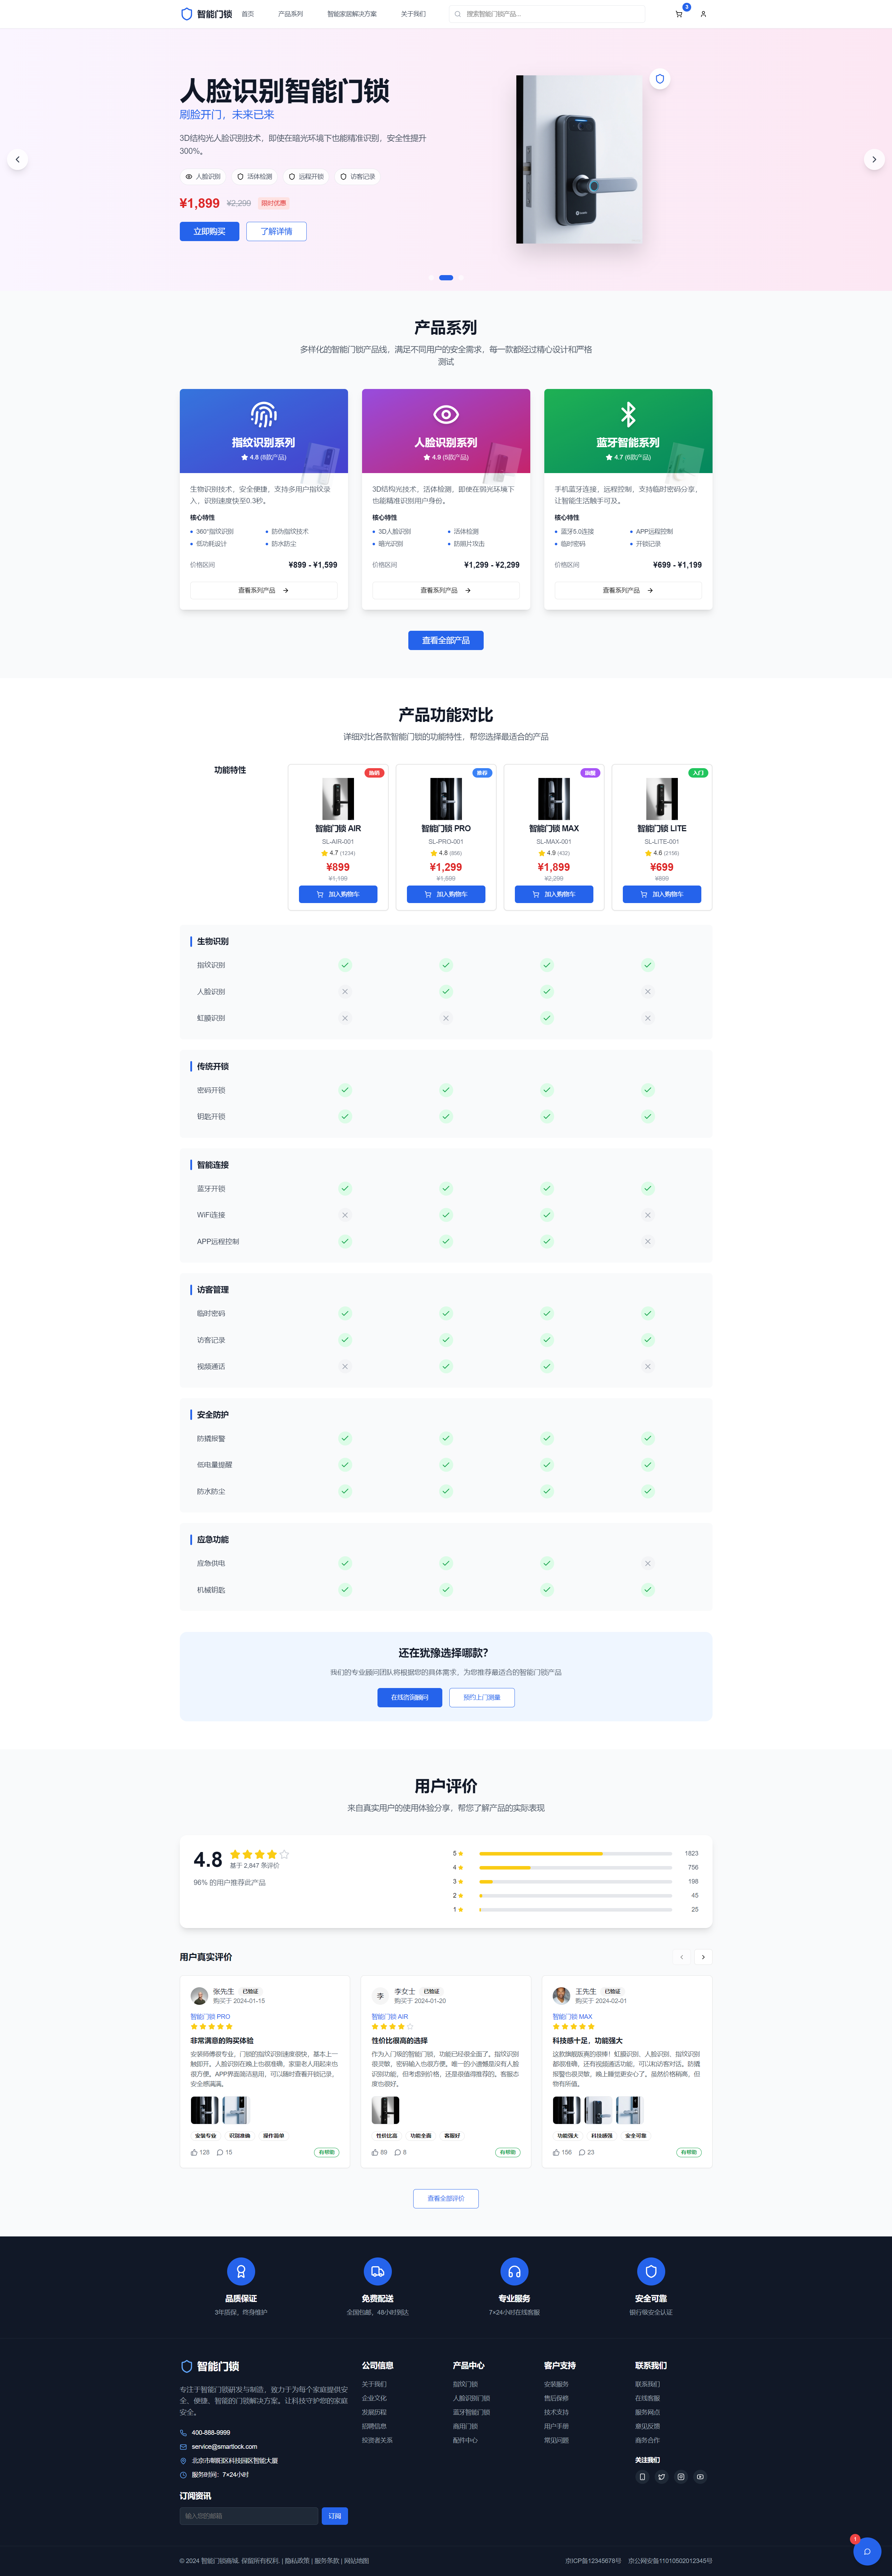 智能门锁 首页 产品系列 智能家居解决方案 关于我们 搜索智能门锁产品... 3
人脸识别智能门锁
刷脸开门，未来已来
3D结构光人脸识别技术，即使在暗光环境下也能精准识别，安全性提升
300%。
人脸识别 活体检测 远程开锁 访客记录
¥1,899 ¥2,299 限时优惠
立即购买 了解详情
产品系列
多样化的智能门锁产品线，满足不同用户的安全需求，每一款都经过精心设计和严格
测试
指纹识别系列
4.8 (8款产品)
生物识别技术，安全便捷，支持多用户指纹录
入，识别速度快至0.3秒。
核心特性
360°指纹识别 防伪指纹技术
低功耗设计 防水防尘
价格区间 ¥899 - ¥1,599
查看系列产品
人脸识别系列
4.9 (5款产品)
3D结构光技术，活体检测，即使在弱光环境下
也能精准识别用户身份。
核心特性
3D人脸识别 活体检测
暗光识别 防照片攻击
价格区间 ¥1,299 - ¥2,299
查看系列产品
蓝牙智能系列
4.7 (6款产品)
手机蓝牙连接，远程控制，支持临时密码分享，
让智能生活触手可及。
核心特性
蓝牙5.0连接 APP远程控制
临时密码 开锁记录
价格区间 ¥699 - ¥1,199
查看系列产品
查看全部产品
产品功能对比
详细对比各款智能门锁的功能特性，帮您选择最适合的产品
功能特性
热销
智能门锁 AIR
SL-AIR-001
4.7 (1234)
¥899
¥1,199
加入购物车
推荐
智能门锁 PRO
SL-PRO-001
4.8 (856)
¥1,299
¥1,599
加入购物车
旗舰
智能门锁 MAX
SL-MAX-001
4.9 (432)
¥1,899
¥2,299
加入购物车
入门
智能门锁 LITE
SL-LITE-001
4.6 (2156)
¥699
¥899
加入购物车
生物识别
指纹识别
人脸识别
虹膜识别
传统开锁
密码开锁
钥匙开锁
智能连接
蓝牙开锁
WiFi连接
APP远程控制
访客管理
临时密码
访客记录
视频通话
安全防护
防撬报警
低电量提醒
防水防尘
应急功能
应急供电
机械钥匙
还在犹豫选择哪款？
我们的专业顾问团队将根据您的具体需求，为您推荐最适合的智能门锁产品
在线咨询顾问 预约上门测量
用户评价
来自真实用户的使用体验分享，帮您了解产品的实际表现
4.8
基于 2,847 条评价
96% 的用户推荐此产品
5 1823
4 756
3 198
2 45
1 25
用户真实评价
张先生 已验证
购买于 2024-01-15
智能门锁 PRO
非常满意的购买体验
安装师傅很专业，门锁的指纹识别速度很快，基本上一
触即开。人脸识别在晚上也很准确，家里老人用起来也
很方便。APP界面简洁易用，可以随时查看开锁记录，
安全感满满。
安装专业 识别准确 操作简单
128 15 有帮助
李 李女士 已验证
购买于 2024-01-20
智能门锁 AIR
性价比很高的选择
作为入门级的智能门锁，功能已经很全面了。指纹识别
很灵敏，密码输入也很方便。唯一的小遗憾是没有人脸
识别功能，但考虑到价格，还是很值得推荐的。客服态
度也很好。
性价比高 功能全面 客服好
89 8 有帮助
王先生 已验证
购买于 2024-02-01
智能门锁 MAX
科技感十足，功能强大
这款旗舰版真的很棒！虹膜识别、人脸识别、指纹识别
都很准确，还有视频通话功能，可以和访客对话。防撬
报警也很灵敏，晚上睡觉更安心了。虽然价格稍高，但
物有所值。
功能强大 科技感强 安全可靠
156 23 有帮助
查看全部评价
品质保证
3年质保，终身维护
免费配送
全国包邮，48小时到达
专业服务
7×24小时在线客服
安全可靠
银行级安全认证
智能门锁
专注于智能门锁研发与制造，致力于为每个家庭提供安
全、便捷、智能的门锁解决方案。让科技守护您的家庭
安全。
400-888-9999
service@smartlock.com
北京市朝阳区科技园区智能大厦
服务时间：7×24小时
订阅资讯
输入您的邮箱 订阅
公司信息
关于我们
企业文化
发展历程
招聘信息
投资者关系
产品中心
指纹门锁
人脸识别门锁
蓝牙智能门锁
商用门锁
配件中心
客户支持
安装服务
售后保修
技术支持
用户手册
常见问题
联系我们
联系我们
在线客服
服务网点
意见反馈
商务合作
关注我们
© 2024 智能门锁商城. 保留所有权利. | 隐私政策 | 服务条款 | 网站地图
京ICP备12345678号 京公网安备11010502012345号
1